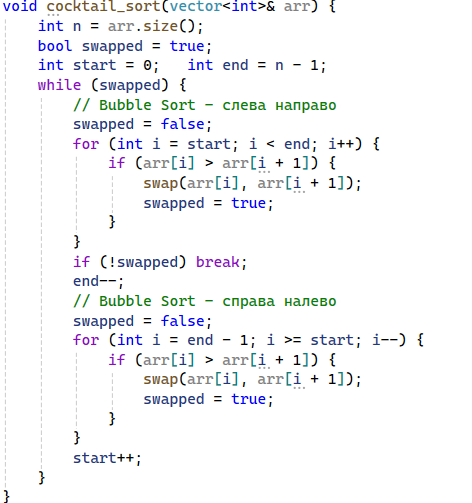 void cocktail_sort(vector<int>& arr) {
    int n = arr.size();
    bool swapped = true;
    int start = 0;   int end = n - 1;
    while (swapped) {
        // Bubble Sort - слева направо
        swapped = false;
        for (int i = start; i < end; i++) {
            if (arr[i] > arr[i + 1]) {
                swap(arr[i], arr[i + 1]);
                swapped = true;
            }
        }
        if (!swapped) break;
        end--;
        // Bubble Sort - справа налево
        swapped = false;
        for (int i = end - 1; i >= start; i--) {
            if (arr[i] > arr[i + 1]) {
                swap(arr[i], arr[i + 1]);
                swapped = true;
            }
        }
        start++;
    }
}